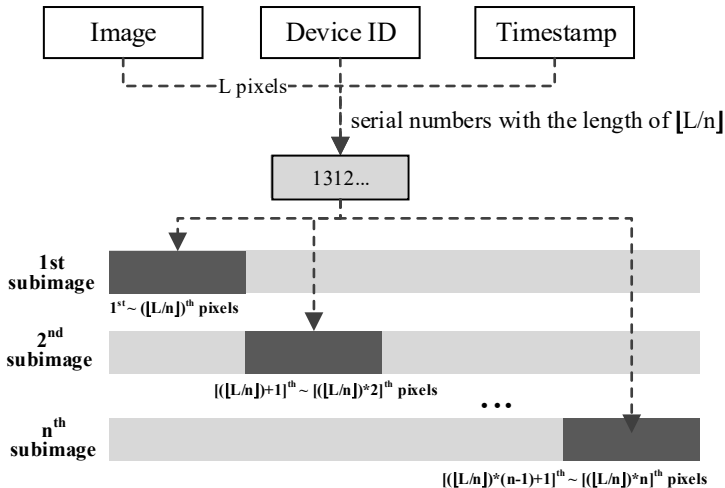 Image
Device ID
Timestamp
L pixels
serial numbers with the length of ⌊L/n⌋
1312...
1st
subimage
1st ~ (⌊L/n⌋)th pixels
2nd
subimage
[(⌊L/n⌋)+1]th ~ [(⌊L/n⌋)*2]th pixels
...
nth
subimage
[(⌊L/n⌋)*(n-1)+1]th ~ [(⌊L/n⌋)*n]th pixels